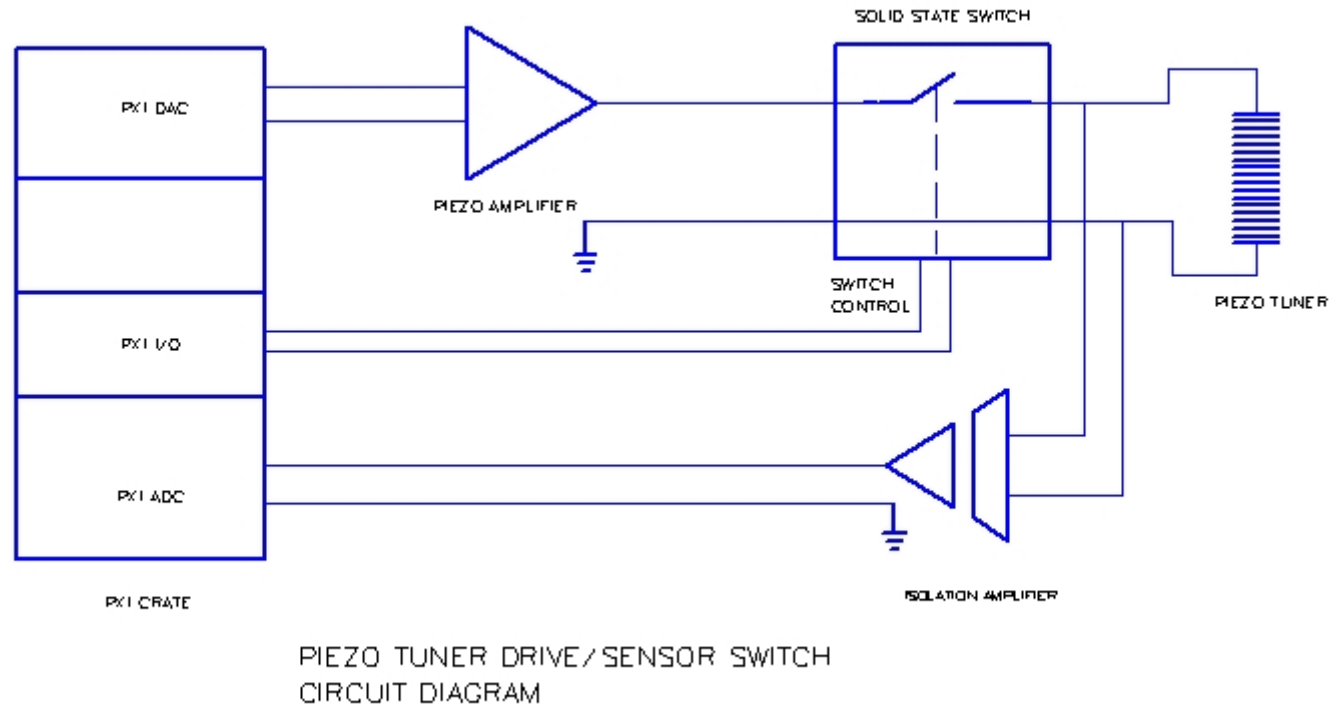 SOLID STATE SWITCH
PXI DAC
PIEZO AMPLIFIER
SWITCH
CONTROL
PIEZO TUNER
PXI I/O
PXI ADC
ISOLATION AMPLIFIER
PXI CRATE
PIEZO TUNER DRIVE/SENSOR SWITCH
CIRCUIT DIAGRAM